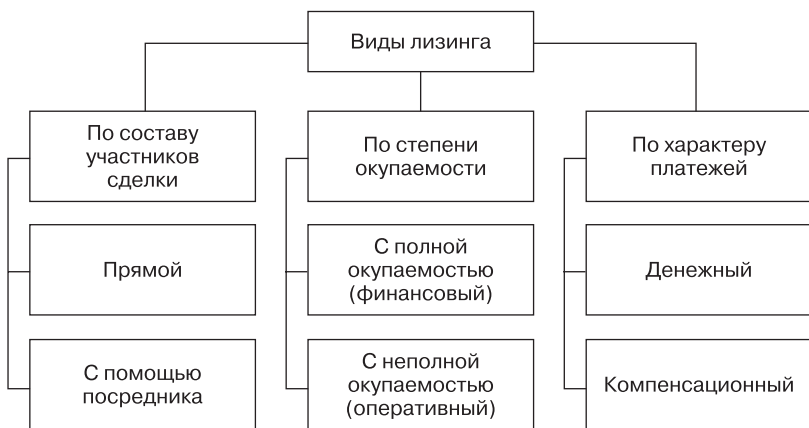 Виды лизинга
По составу
участников
сделки
Прямой
С помощью
посредника
По степени
окупаемости
С полной
окупаемостью
(финансовый)
С неполной
окупаемостью
(оперативный)
По характеру
платежей
Денежный
Компенсационный